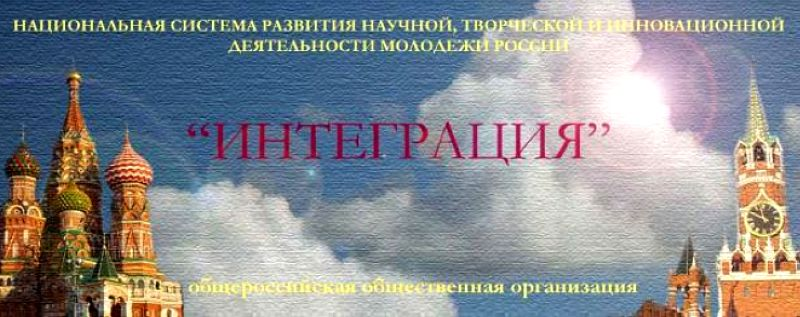 НАЦИОНАЛЬНАЯ СИСТЕМА РАЗВИТИЯ НАУЧНОЙ, ТВОРЧЕСКОЙ И ИННОВАЦИОННОЙ
ДЕЯТЕЛЬНОСТИ МОЛОДЕЖИ РОССИИ
“ИНТЕГРАЦИЯ”
общероссийская общественная организация